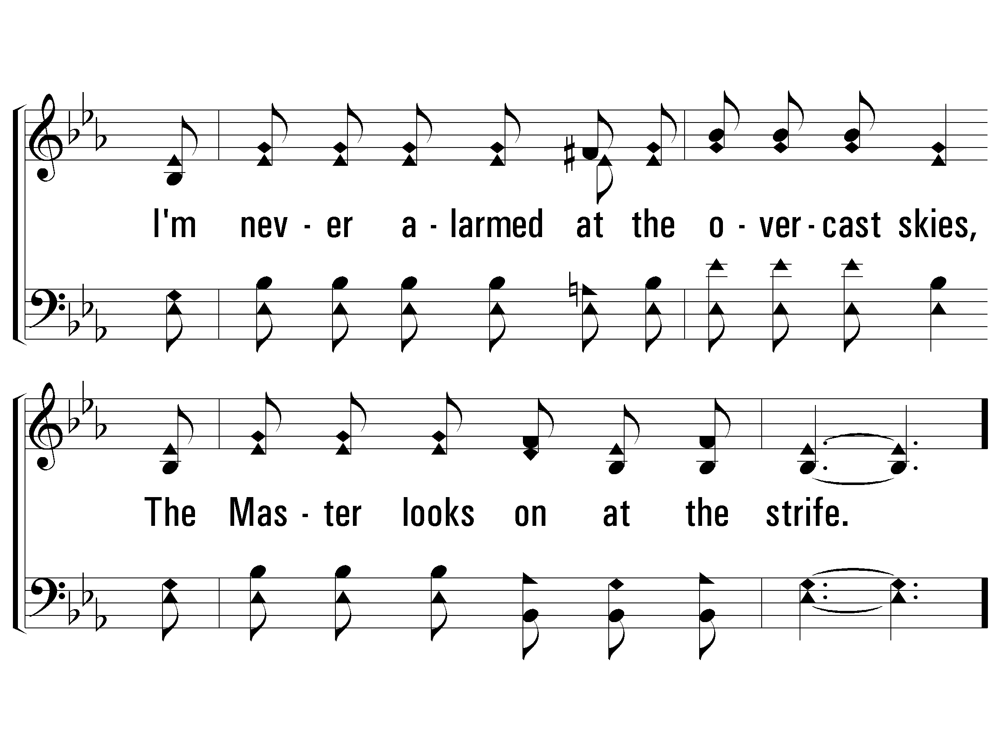 I'm nev - er a - larmed at the o - ver - cast skies,
The Mas - ter looks on at the strife.